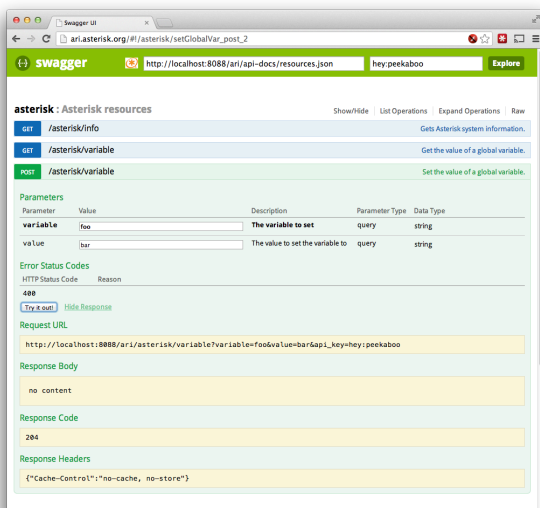 Swagger UI
ari.asterisk.org/#!/asterisk/setGlobalVar_post_2
swagger http://localhost:8088/ari/api-docs/resources.json hey:peekaboo Explore
asterisk : Asterisk resources Show/Hide List Operations Expand Operations Raw
GET /asterisk/info Gets Asterisk system information.
GET /asterisk/variable Get the value of a global variable.
POST /asterisk/variable Set the value of a global variable.
Parameters
Parameter Value Description Parameter Type Data Type
variable foo The variable to set query string
value bar The value to set the variable to query string
Error Status Codes
HTTP Status Code Reason
400
Try it out! Hide Response
Request URL
http://localhost:8088/ari/asterisk/variable?variable=foo&value=bar&api_key=hey:peekaboo
Response Body
no content
Response Code
204
Response Headers
{"Cache-Control":"no-cache, no-store"}